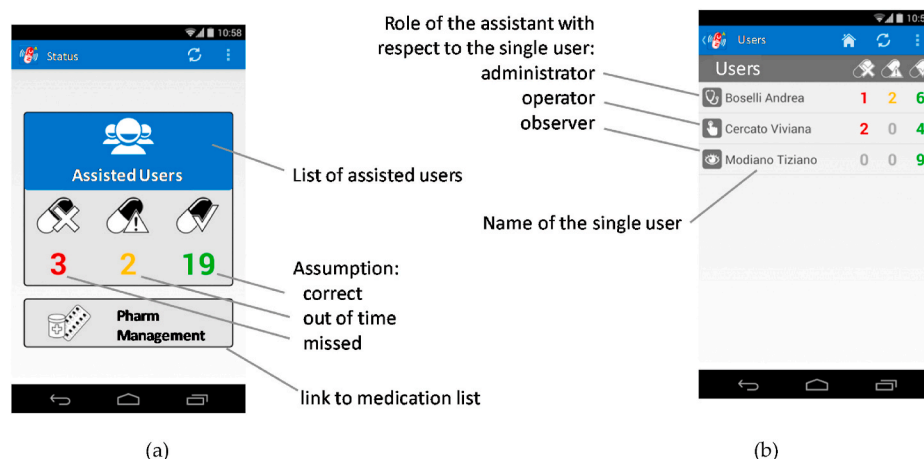 10:58
Status
Assisted Users
3 2 19
Pharm
Management
List of assisted users
Assumption:
correct
out of time
missed
link to medication list
(a)
Role of the assistant with
respect to the single user:
administrator
operator
observer
Name of the single user
10:5
Users
Users
Boselli Andrea 1 2 6
Cercato Viviana 2 0 4
Modiano Tiziano 0 0 9
(b)